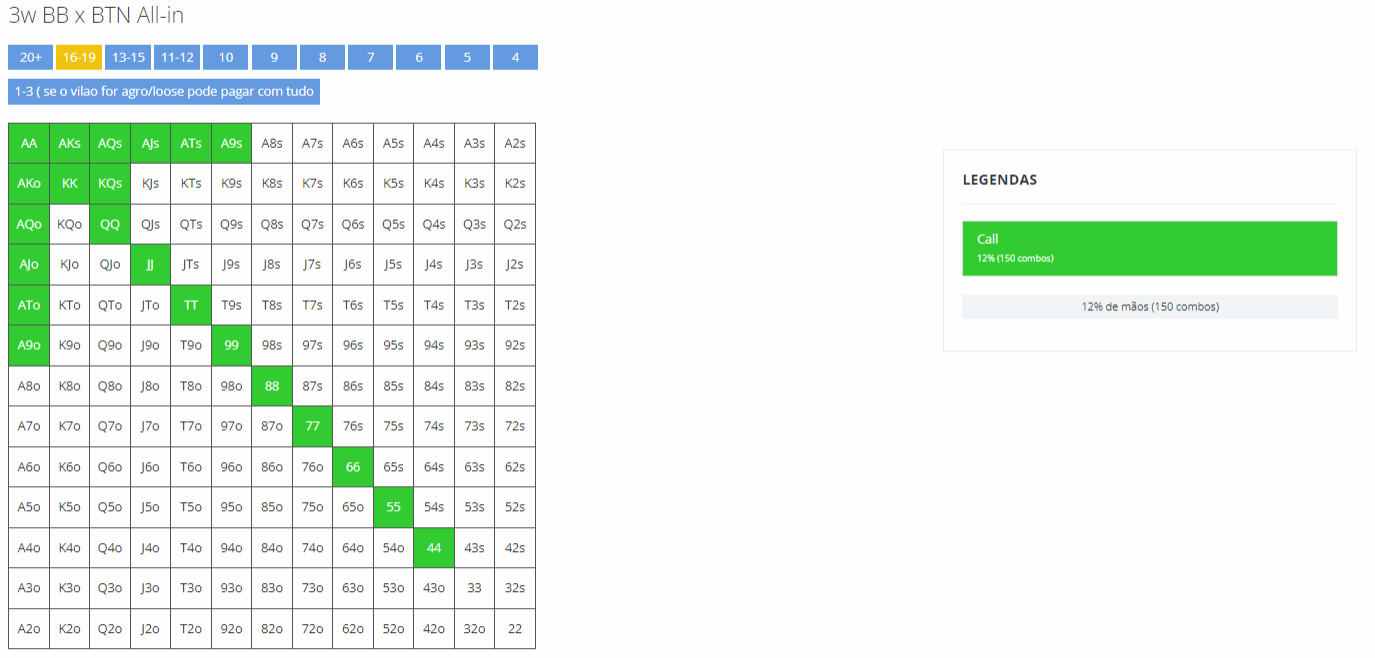 3w BB x BTN All-in
20+ 16-19 13-15 11-12 10 9 8 7 6 5 4
1-3 ( se o vilao for agro/loose pode pagar com tudo
AA AKs AQs AJs ATs A9s A8s A7s A6s A5s A4s A3s A2s
AKo KK KQs KJs KTs K9s K8s K7s K6s K5s K4s K3s K2s
AQo KQo QQ QJs QTs Q9s Q8s Q7s Q6s Q5s Q4s Q3s Q2s
AJo KJo QJo JJ JTs J9s J8s J7s J6s J5s J4s J3s J2s
ATo KTo QTo JTo TT T9s T8s T7s T6s T5s T4s T3s T2s
A9o K9o Q9o J9o T9o 99 98s 97s 96s 95s 94s 93s 92s
A8o K8o Q8o J8o T8o 98o 88 87s 86s 85s 84s 83s 82s
A7o K7o Q7o J7o T7o 97o 87o 77 76s 75s 74s 73s 72s
A6o K6o Q6o J6o T6o 96o 86o 76o 66 65s 64s 63s 62s
A5o K5o Q5o J5o T5o 95o 85o 75o 65o 55 54s 53s 52s
A4o K4o Q4o J4o T4o 94o 84o 74o 64o 54o 44 43s 42s
A3o K3o Q3o J3o T3o 93o 83o 73o 63o 53o 43o 33 32s
A2o K2o Q2o J2o T2o 92o 82o 72o 62o 52o 42o 32o 22
LEGENDAS
Call
12% (150 combos)
12% de mãos (150 combos)